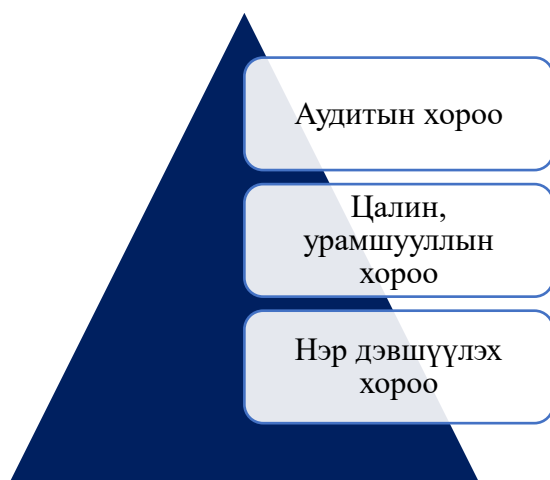 Аудитын хороо
Цалин,
урамшууллын
хороо
Нэр дэвшүүлэх
хороо